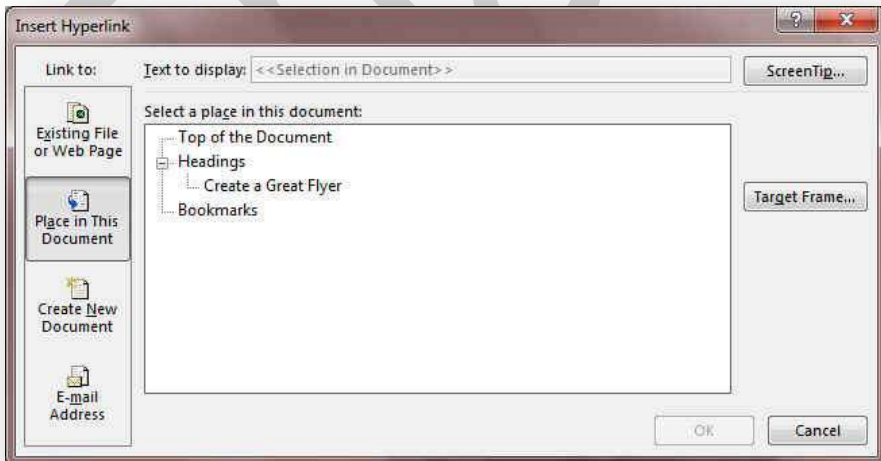 Insert Hyperlink
?
Link to:
Text to display: <<Selection in Document>>
ScreenTip...
Select a place in this document:
Existing File
or Web Page
Place in This
Document
Create New
Document
E-mail
Address
Top of the Document
Headings
Create a Great Flyer
Bookmarks
Target Frame...
OK
Cancel